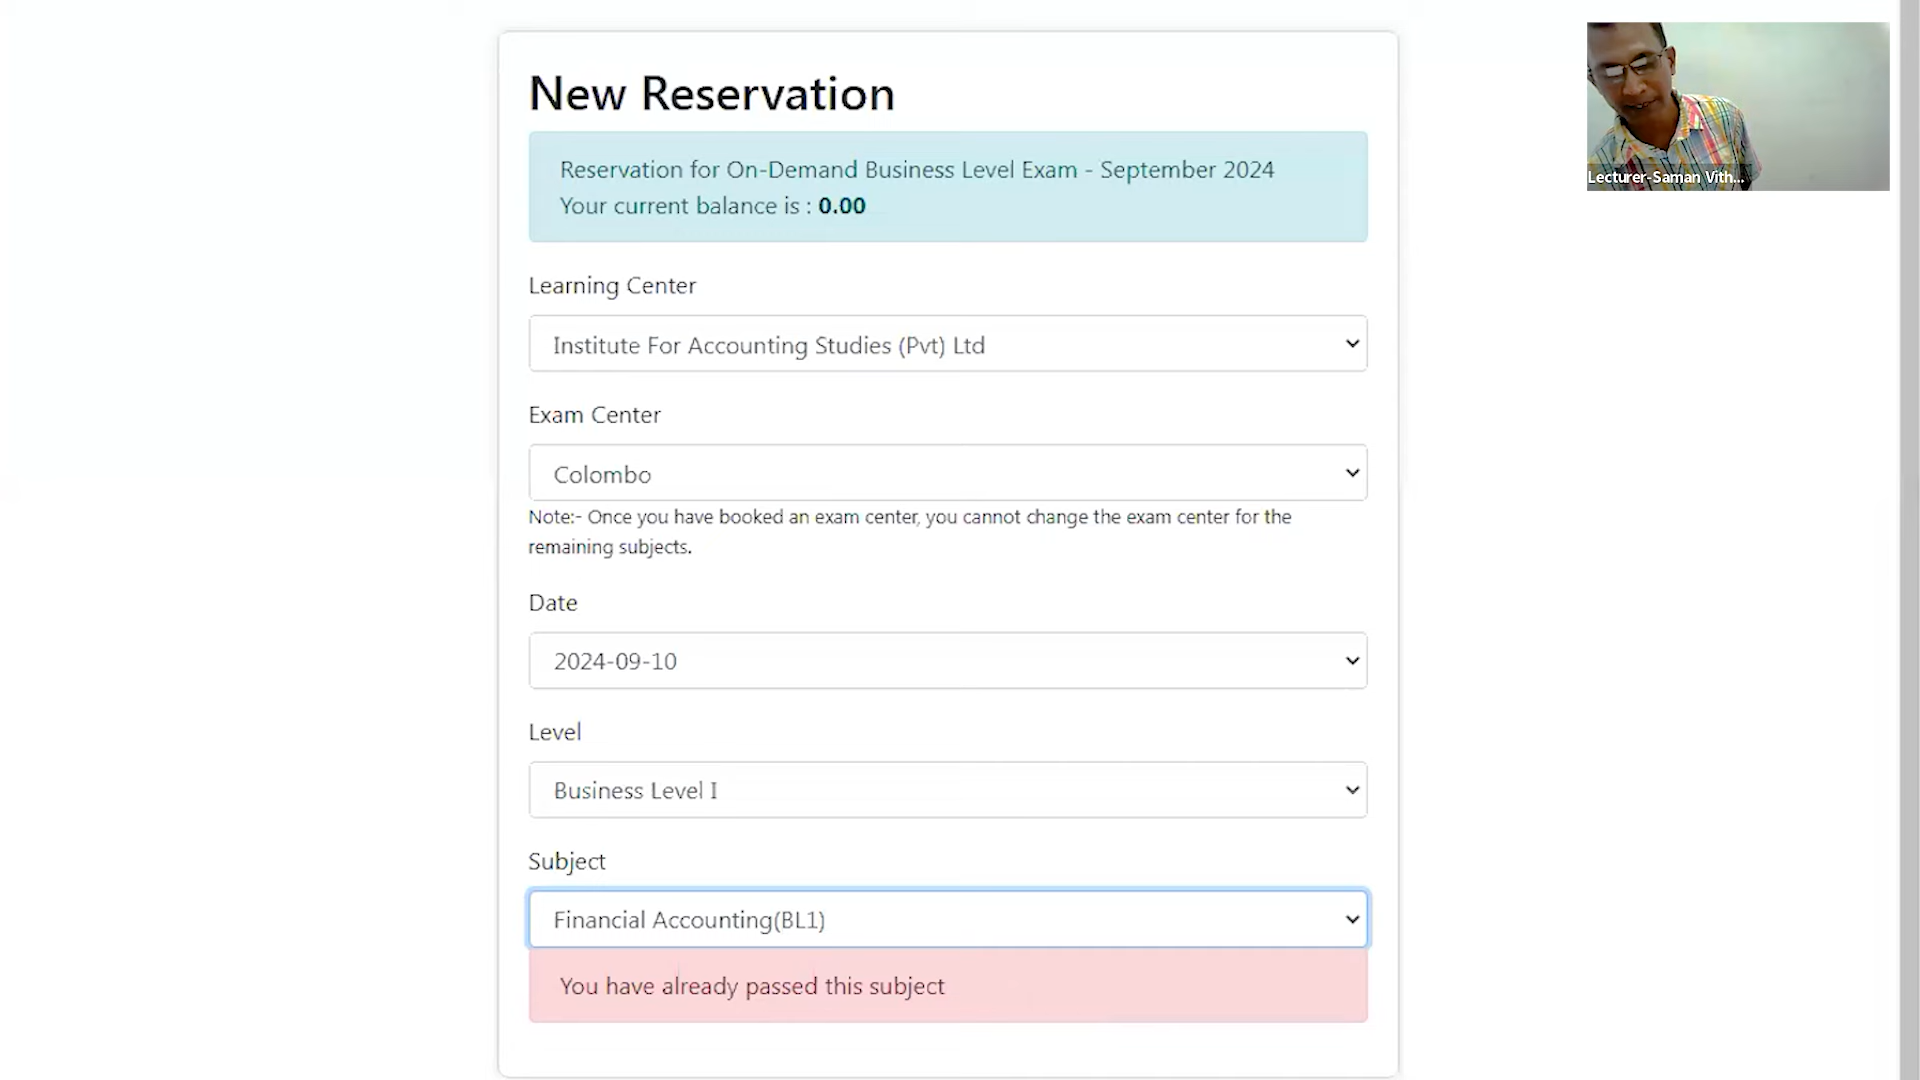 New Reservation
Reservation for On-Demand Business Level Exam - September 2024
Your current balance is : 0.00
Learning Center
Institute For Accounting Studies (Pvt) Ltd
Exam Center
Colombo
Note:- Once you have booked an exam center, you cannot change the exam center for the
remaining subjects.
Date
2024-09-10
Level
Business Level I
Subject
Financial Accounting(BL1)
You have already passed this subject
Lecturer-Saman Vith...